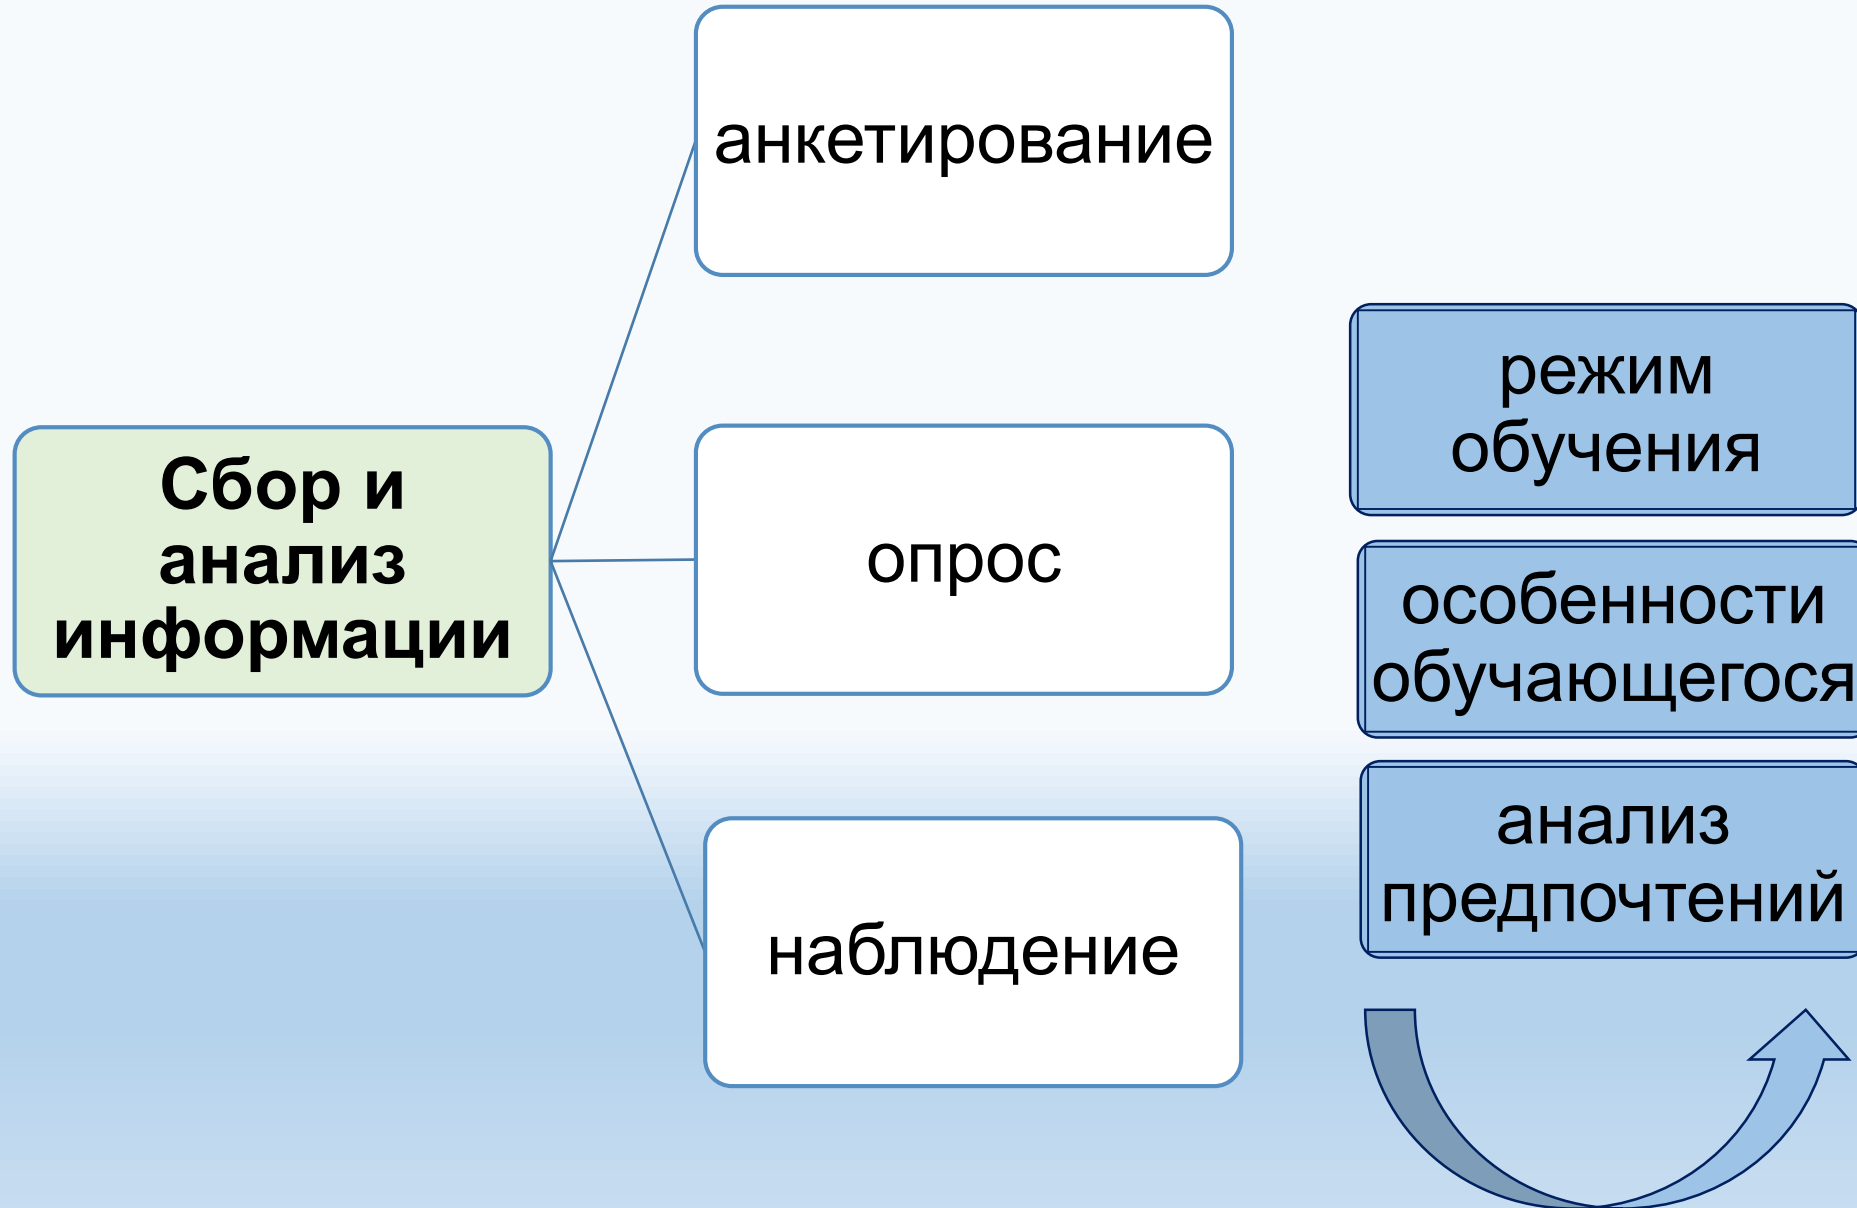 Сбор и
анализ
информации
анкетирование
опрос
наблюдение
режим
обучения
особенности
обучающегося
анализ
предпочтений